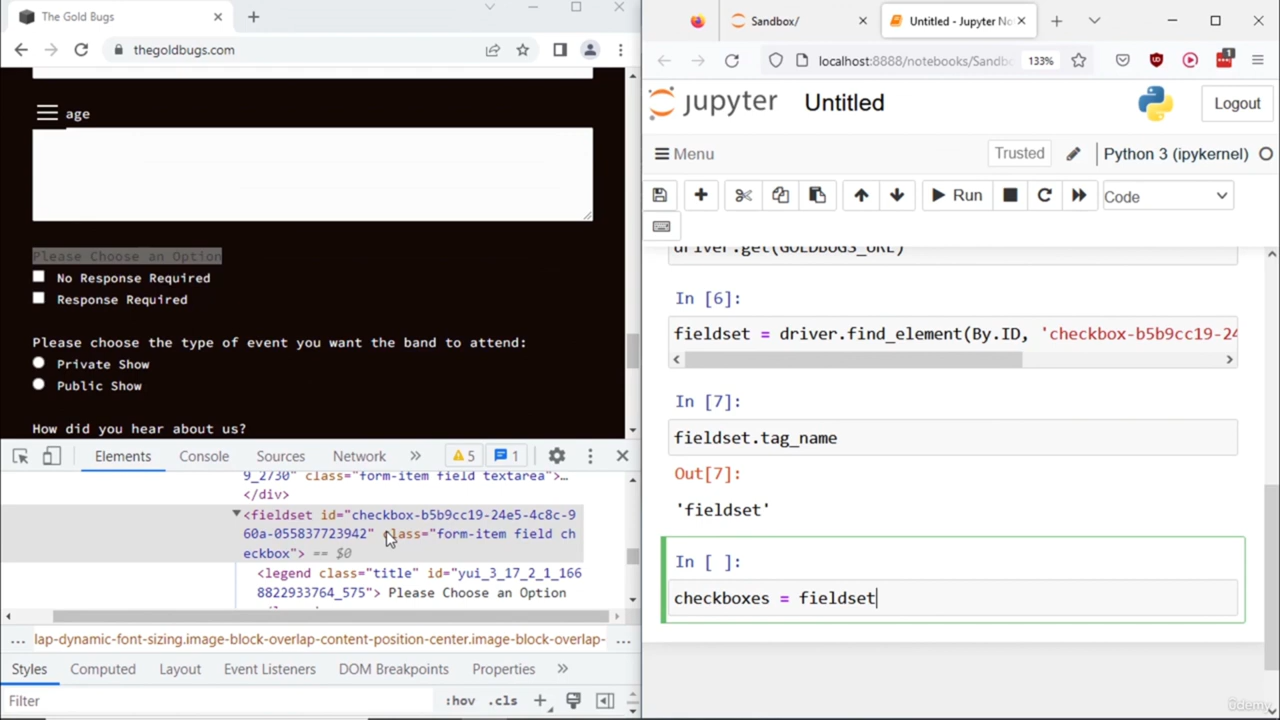 The Gold Bugs
thegoldbugs.com
age
Please Choose an Option
No Response Required
Response Required
Please choose the type of event you want the band to attend:
Private Show
Public Show
How did you hear about us?
Elements Console Sources Network » 5 1
9_2730" class="form-item field textarea">…
</div>
<fieldset id="checkbox-b5b9cc19-24e5-4c8c-9
60a-055837723942" class="form-item field ch
eckbox"> == $0
<legend class="title" id="yui_3_17_2_1_166
8822933764_575"> Please Choose an Option
... lap-dynamic-font-sizing.image-block-overlap-content-position-center.image-block-overlap- ...
Styles Computed Layout Event Listeners DOM Breakpoints Properties »
Filter :hov .cls
Sandbox/
Untitled - Jupyter No
localhost:8888/notebooks/Sandb 133% 1
jupyter Untitled
Logout
Menu
Trusted
Python 3 (ipykernel)
Run
Code
driver.get(GOLDBUGS_URL)
In [6]:
fieldset = driver.find_element(By.ID, 'checkbox-b5b9cc19-24
In [7]:
fieldset.tag_name
Out[7]:
'fieldset'
In [ ]:
checkboxes = fieldset
ûdemy